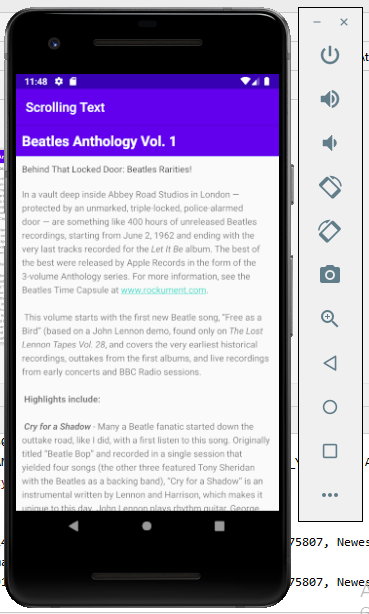 11:48
Scrolling Text
Beatles Anthology Vol. 1
Behind That Locked Door: Beatles Rarities!
In a vault deep inside Abbey Road Studios in London —
protected by an unmarked, triple-locked, police-alarmed
door — are something like 400 hours of unreleased Beatles
recordings, starting from June 2, 1962 and ending with the
very last tracks recorded for the Let It Be album. The best of
the best were released by Apple Records in the form of the
3-volume Anthology series. For more information, see the
Beatles Time Capsule at www.rockument.com.
This volume starts with the first new Beatle song, "Free as a
Bird" (based on a John Lennon demo, found only on The Lost
Lennon Tapes Vol. 28, and covers the very earliest historical
recordings, outtakes from the first albums, and live recordings
from early concerts and BBC Radio sessions.
Highlights include:
Cry for a Shadow - Many a Beatle fanatic started down the
outtake road, like I did, with a first listen to this song. Originally
titled "Beatle Bop" and recorded in a single session that
yielded four songs (the other three featured Tony Sheridan
with the Beatles as a backing band), "Cry for a Shadow" is an
instrumental written by Lennon and Harrison, which makes it
unique to this day. John Lennon plays rhythm guitar, George
75807, Newes
75807, Newes